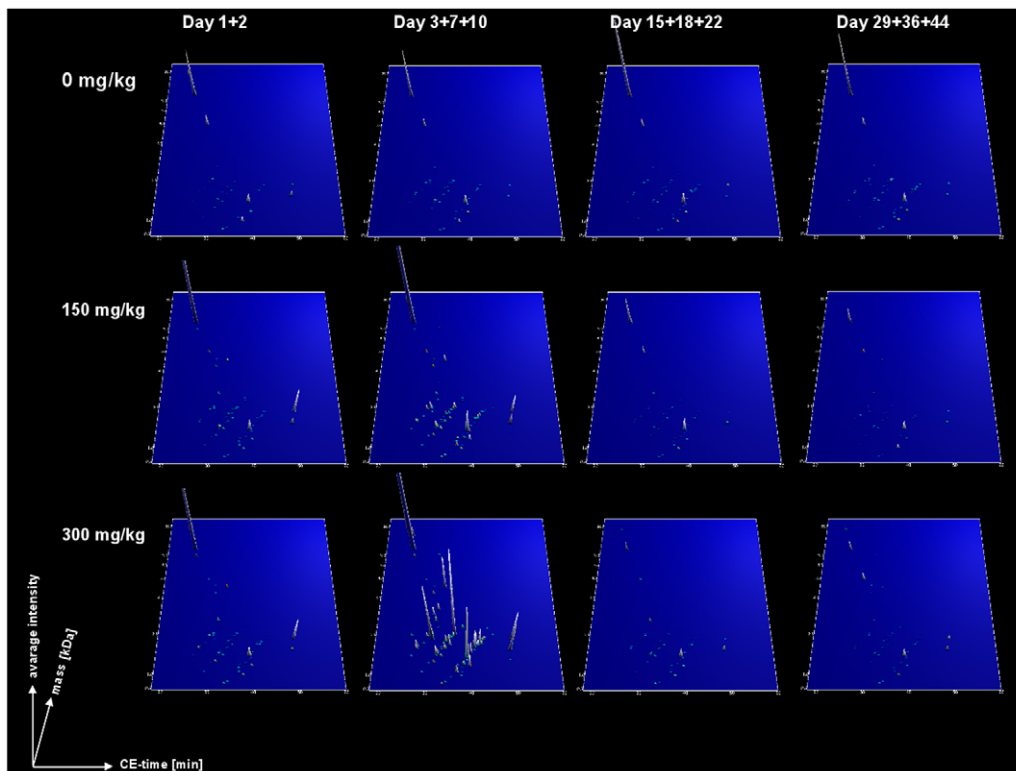 Day 1+2 Day 3+7+10 Day 15+18+22 Day 29+36+44
0 mg/kg
150 mg/kg
300 mg/kg
avarage intensity
mass [kDa]
CE-time [min]